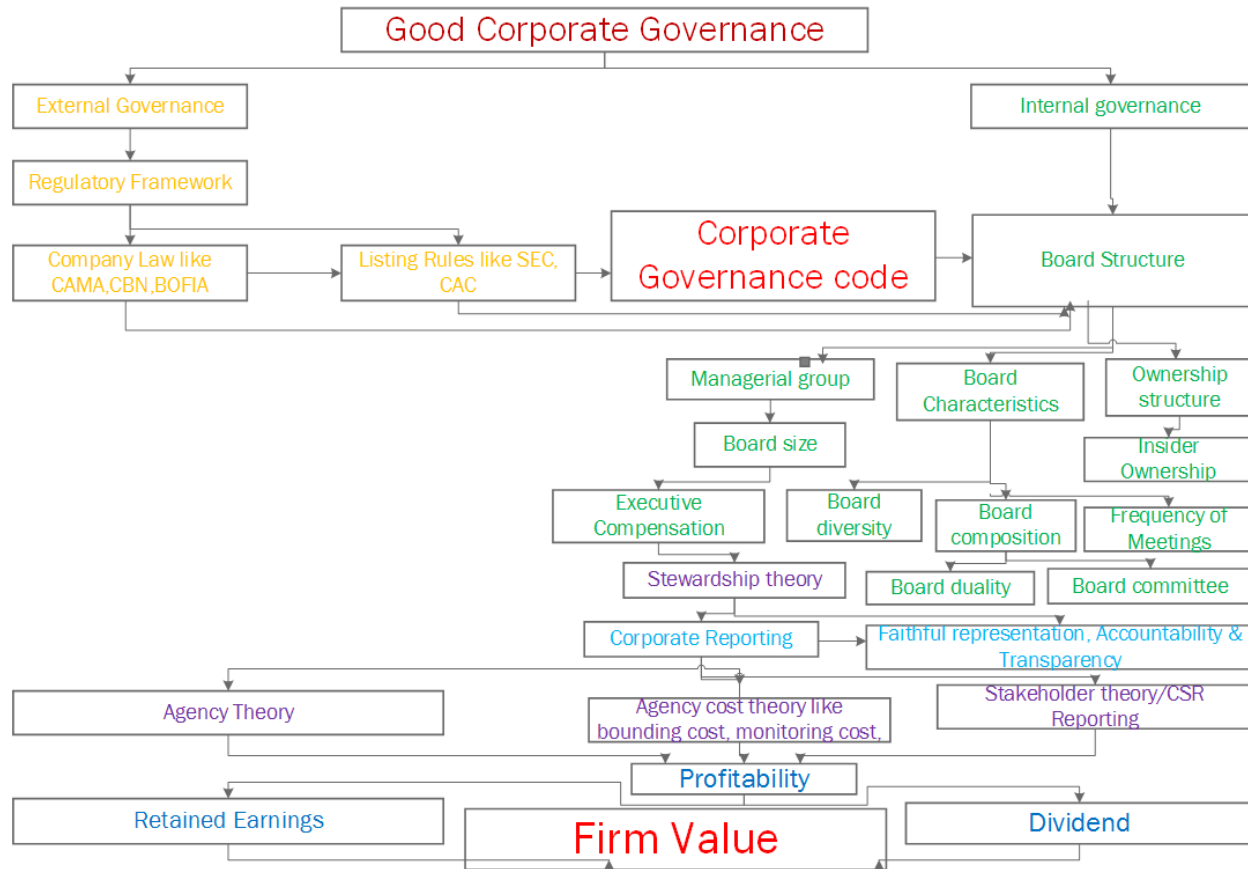 Good Corporate Governance
External Governance
Internal governance
Regulatory Framework
Company Law like
CAMA,CBN,BOFIA
Listing Rules like SEC,
CAC
Corporate
Governance code
Board Structure
Managerial group
Board
Characteristics
Ownership
structure
Board size
Insider
Ownership
Executive
Compensation
Board
diversity
Board
composition
Frequency of
Meetings
Stewardship theory
Board duality
Board committee
Corporate Reporting
Faithful representation, Accountability &
Transparency
Agency Theory
Agency cost theory like
bounding cost, monitoring cost,
Stakeholder theory/CSR
Reporting
Profitability
Retained Earnings
Firm Value
Dividend